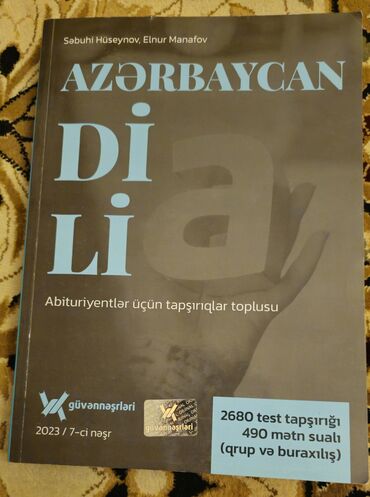 Səbuhi Hüseynov, Elnur Manafov
AZƏRBAYCAN
Dİ
Lİ
a
Abituriyentlər üçün tapşırıqlar toplusu
güvənnəşrləri
güvənnəşrləri
2023 / 7-ci nəşr
2680 test tapşırığı
490 mətn sualı
(qrup və buraxılış)